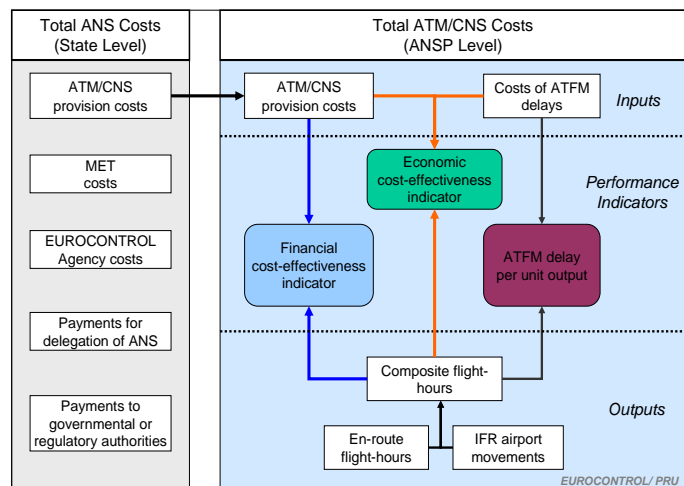 Total ANS Costs
(State Level)
ATM/CNS
provision costs
MET
costs
EUROCONTROL
Agency costs
Payments for
delegation of ANS
Payments to
governmental or
regulatory authorities
Total ATM/CNS Costs
(ANSP Level)
ATM/CNS
provision costs
Costs of ATFM
delays
Inputs
Economic
cost-effectiveness
indicator
Performance
Indicators
Financial
cost-effectiveness
indicator
ATFM delay
per unit output
Composite flight-
hours
Outputs
En-route
flight-hours
IFR airport
movements
EUROCONTROL/ PRU